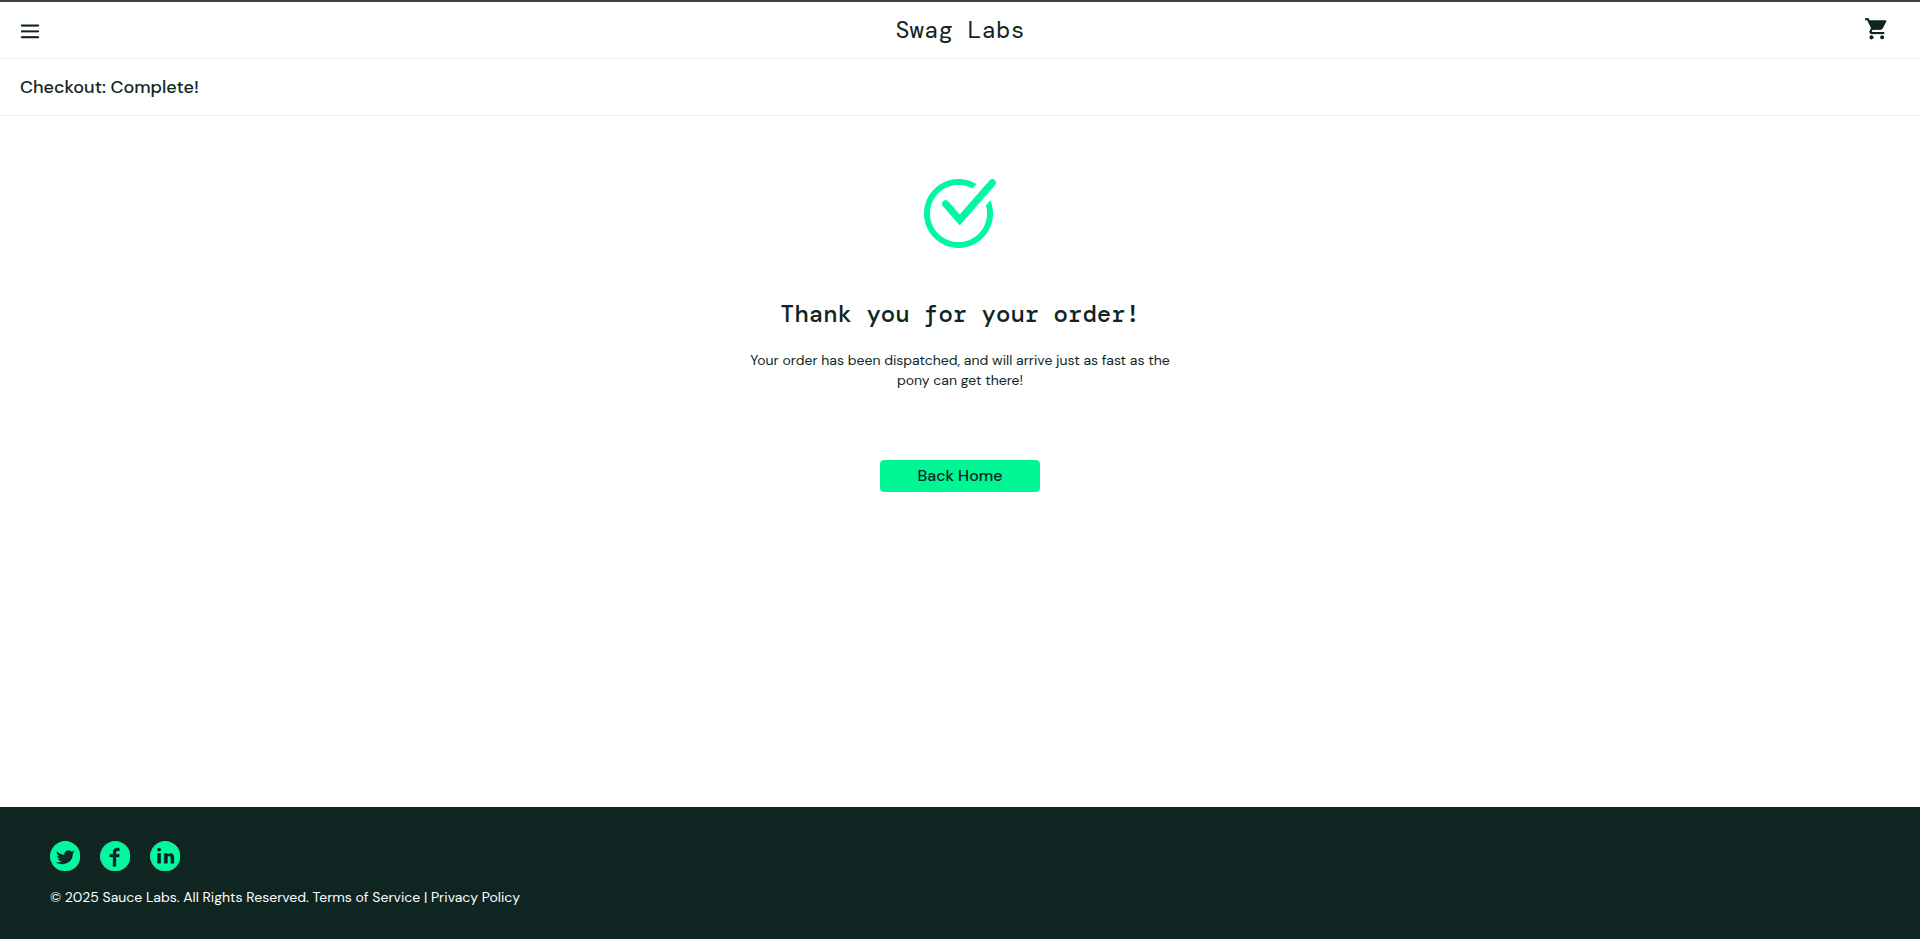 Swag Labs
Checkout: Complete!
Thank you for your order!
Your order has been dispatched, and will arrive just as fast as the
pony can get there!
Back Home
© 2025 Sauce Labs. All Rights Reserved. Terms of Service | Privacy Policy